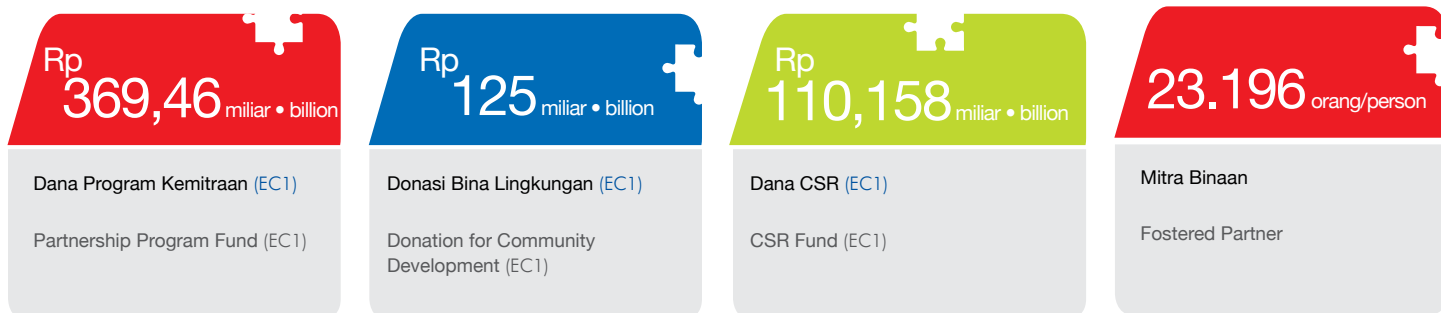 Rp
369,46 miliar • billion
Dana Program Kemitraan (EC1)
Partnership Program Fund (EC1)
Rp
125 miliar • billion
Donasi Bina Lingkungan (EC1)
Donation for Community
Development (EC1)
Rp
110,158 miliar • billion
Dana CSR (EC1)
CSR Fund (EC1)
23.196 orang/person
Mitra Binaan
Fostered Partner